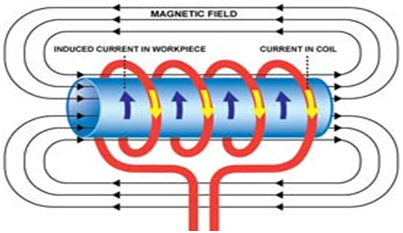 MAGNETIC FIELD
INDUCED CURRENT IN WORKPIECE
CURRENT IN COIL